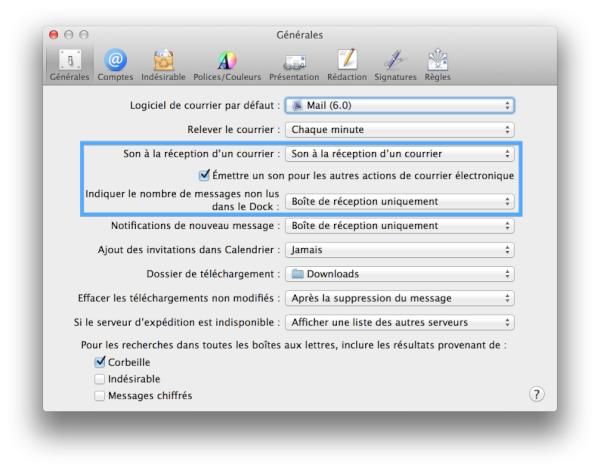 Générales
Générales Comptes Indésirable Polices/Couleurs Présentation Rédaction Signatures Règles
Logiciel de courrier par défaut : Mail (6.0)
Relever le courrier : Chaque minute
Son à la réception d'un courrier : Son à la réception d'un courrier
Émettre un son pour les autres actions de courrier électronique
Indiquer le nombre de messages non lus
dans le Dock : Boîte de réception uniquement
Notifications de nouveau message : Boîte de réception uniquement
Ajout des invitations dans Calendrier : Jamais
Dossier de téléchargement : Downloads
Effacer les téléchargements non modifiés : Après la suppression du message
Si le serveur d'expédition est indisponible : Afficher une liste des autres serveurs
Pour les recherches dans toutes les boîtes aux lettres, inclure les résultats provenant de :
Corbeille
Indésirable
Messages chiffrés
?